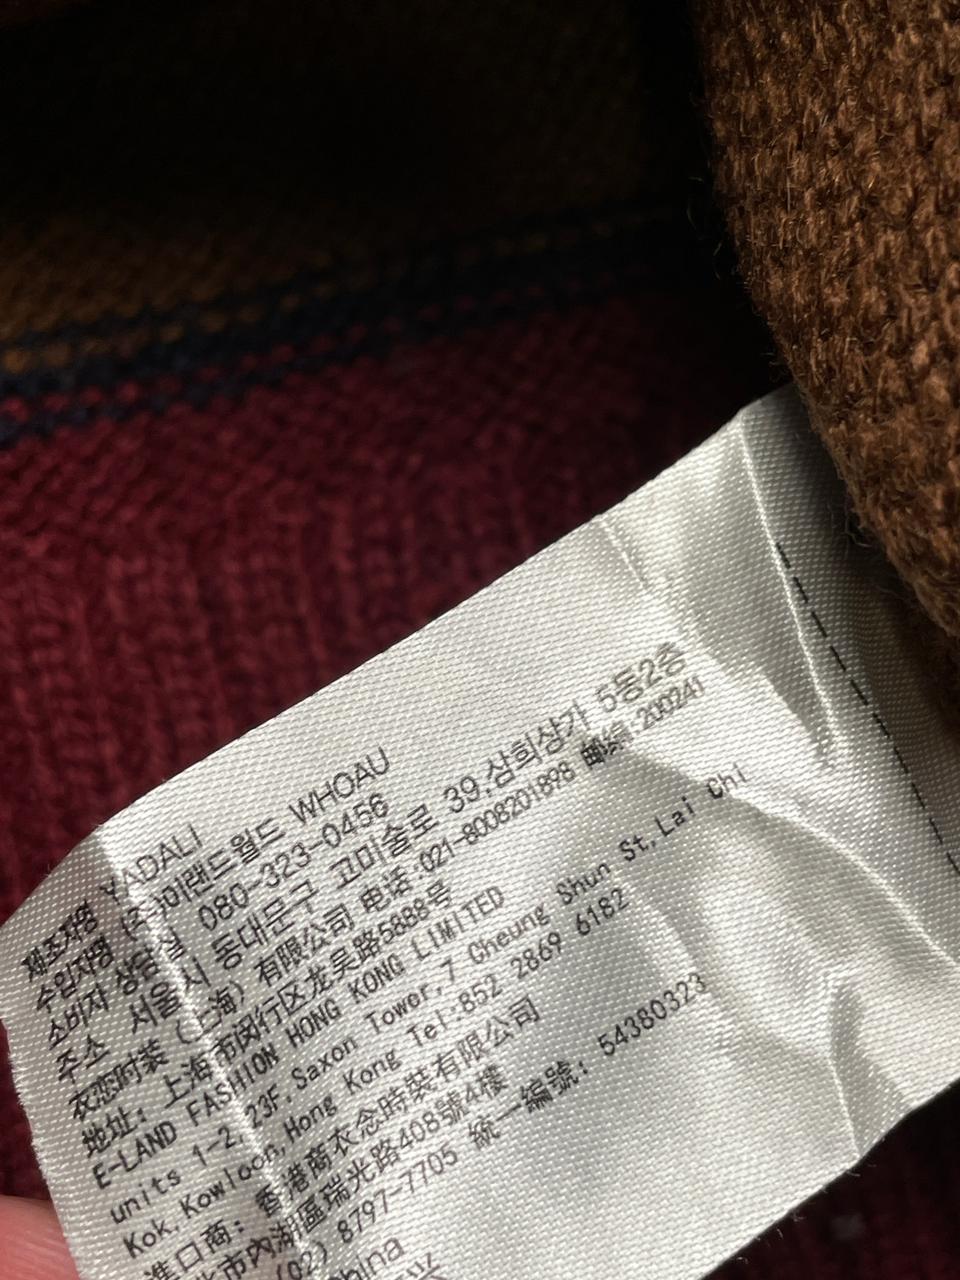 제조자명 YADALI
수입자명 (주)이랜드월드 WHOAU
소비자 상담실 080-323-0456
주소 서울시 동대문구 고미술로 39,삼희상가 5동2층
衣恋时装(上海)有限公司 电话:021-8008201898 邮编:200241
地址: 上海市闵行区龙吴路5888号
E-LAND FASHION HONG KONG LIMITED
units 1-2, 23F, Saxon Tower,7 Cheung Shun St,Lai Chi
Kok,Kowloon,Hong Kong Tel:852 2869 6182
進口商: 香港商衣念時裝有限公司
北市內湖區瑞光路408號4樓
(02) 8797-7705 統一編號: 54380323
China